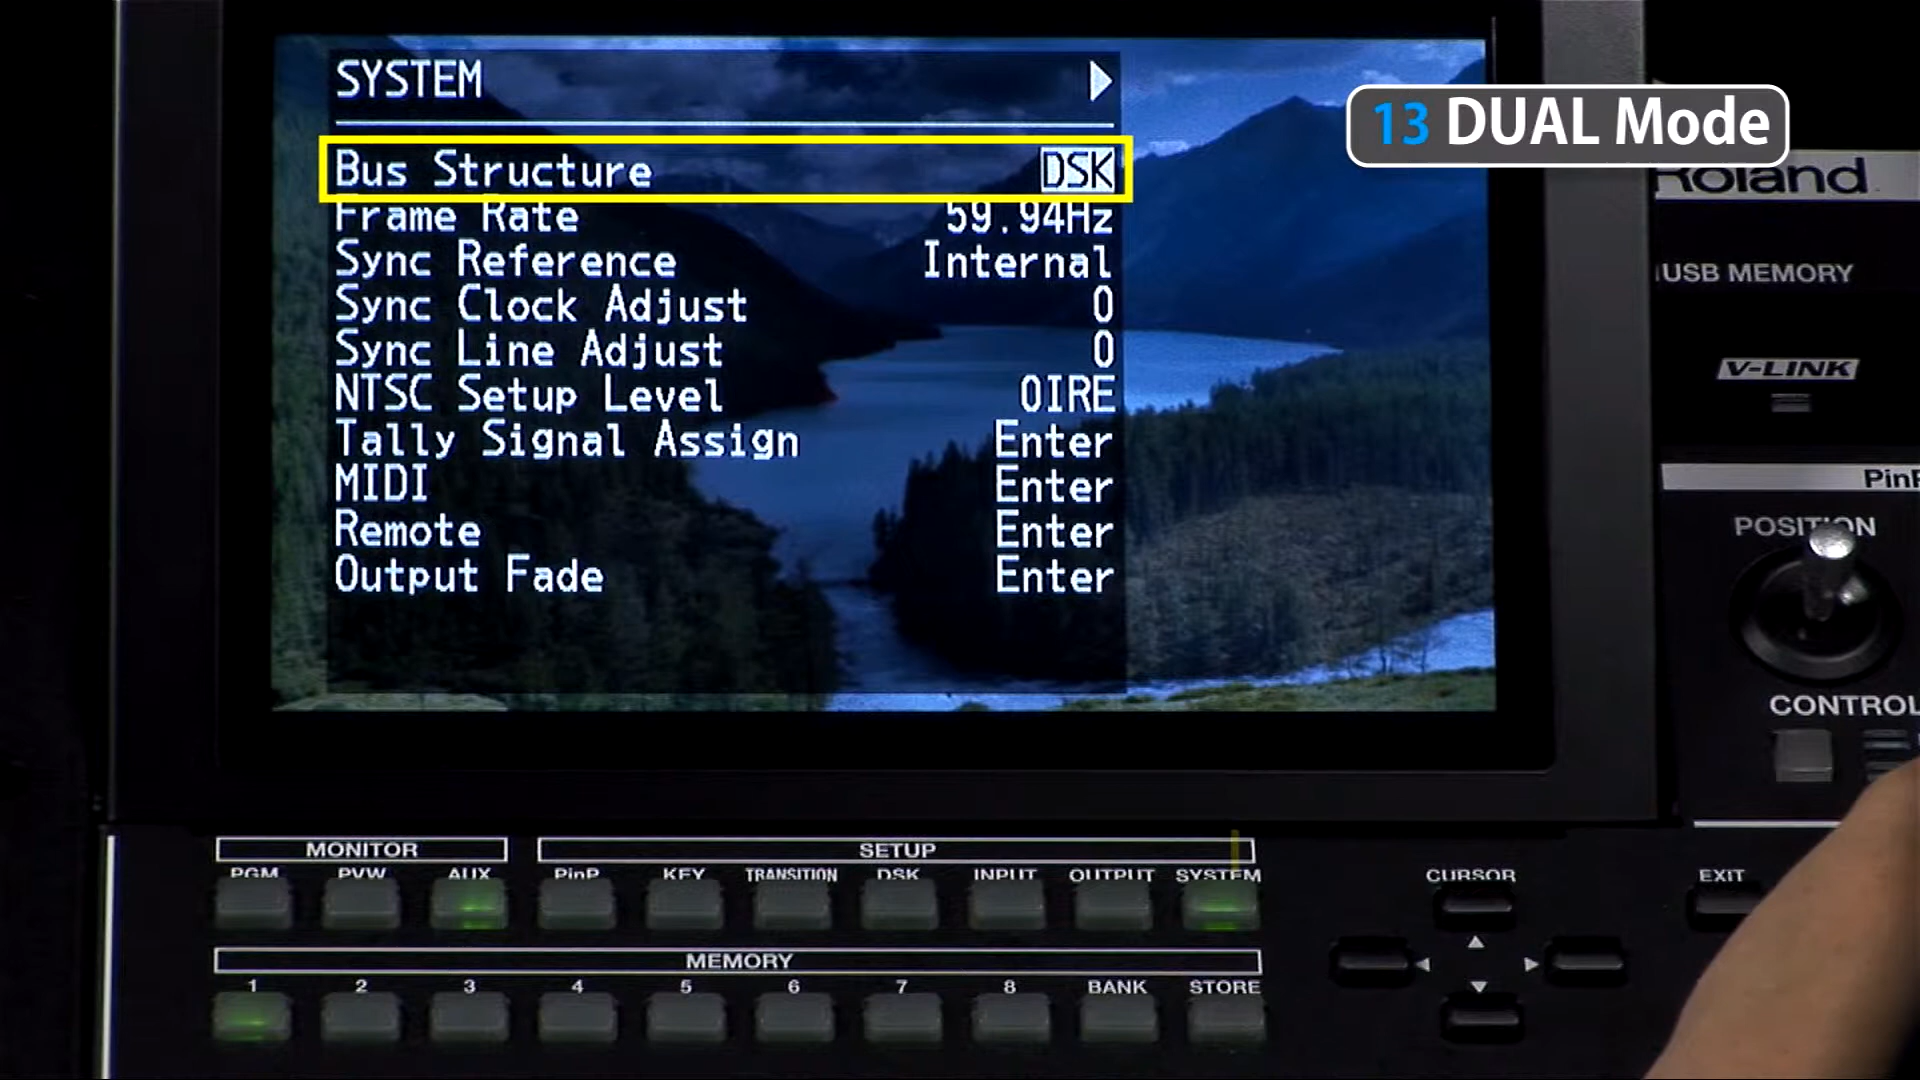 SYSTEM
Bus Structure DSK
Frame Rate 59.94Hz
Sync Reference Internal
Sync Clock Adjust 0
Sync Line Adjust 0
NTSC Setup Level 0IRE
Tally Signal Assign Enter
MIDI Enter
Remote Enter
Output Fade Enter
13 DUAL Mode
Roland
USB MEMORY
V-LINK
PinP
POSITION
CONTROL
MONITOR
SETUP
PGM PVW AUX PinP KEY TRANSITION DSK INPUT OUTPUT SYSTEM
CURSOR
EXIT
MEMORY
1 2 3 4 5 6 7 8 BANK STORE